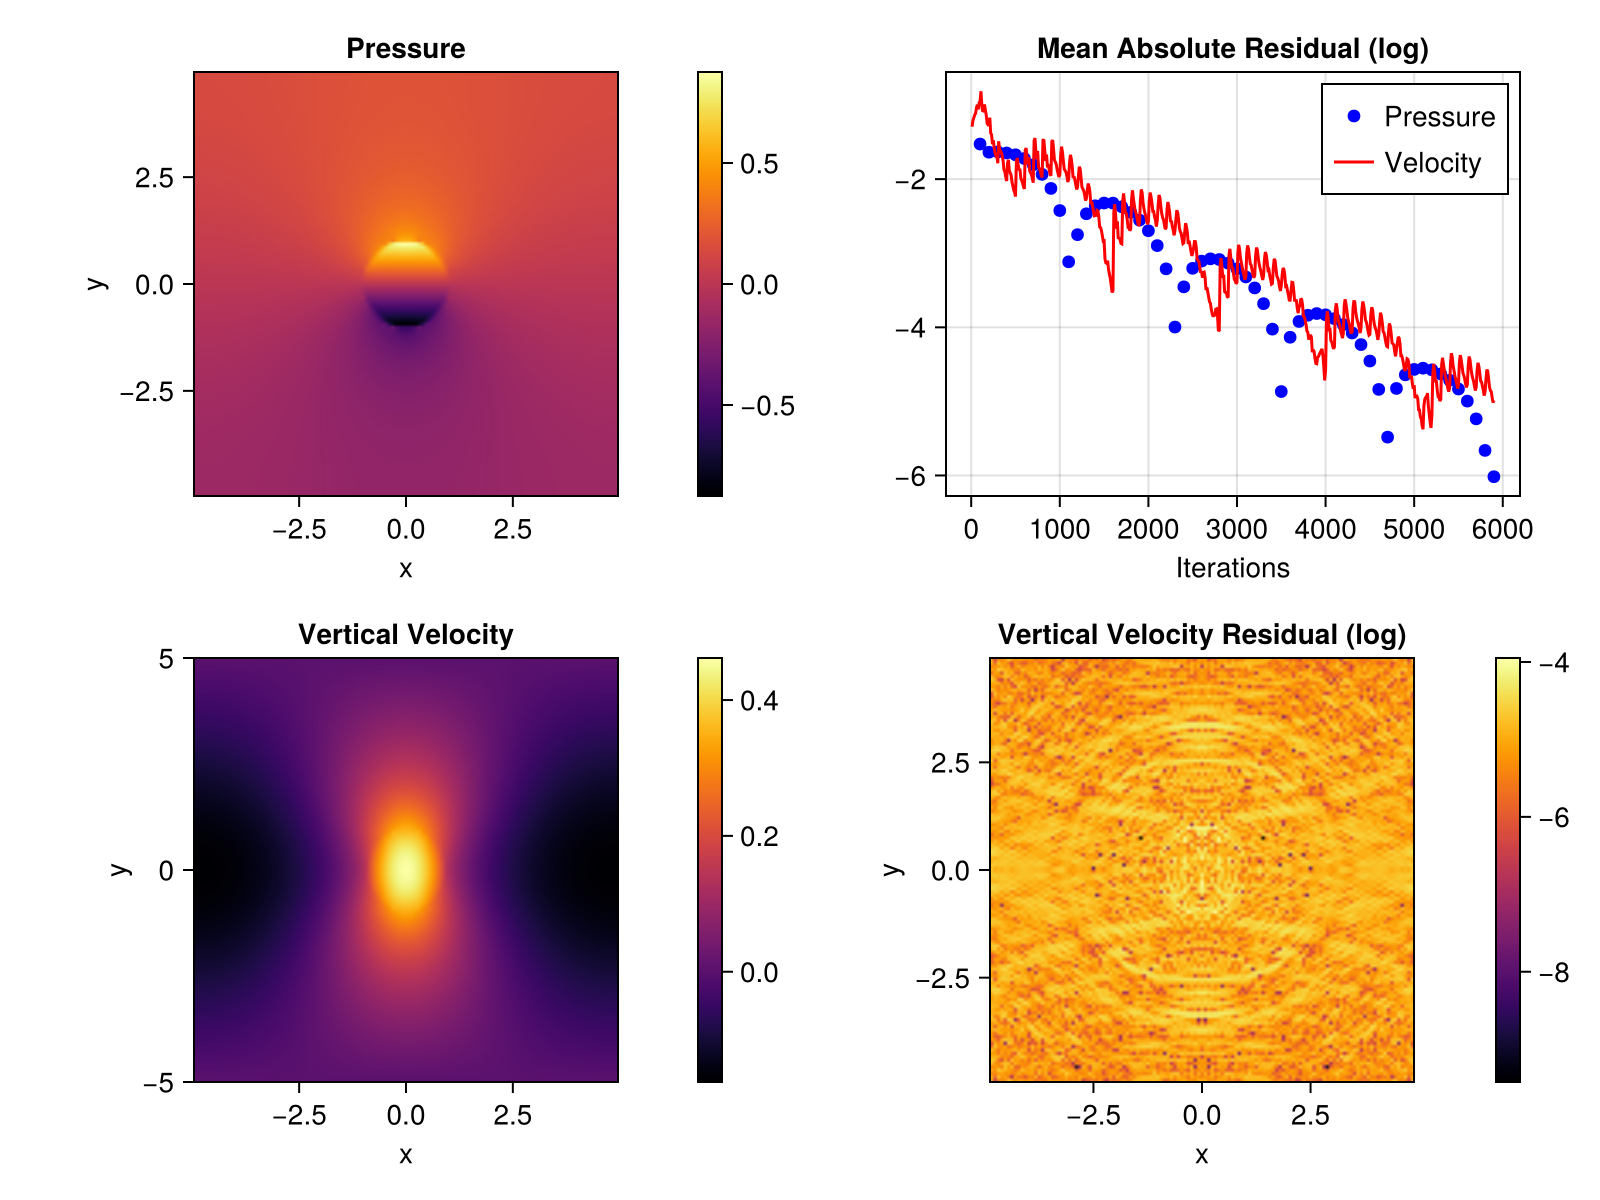 Pressure
2.5
0.0
−2.5
y
−2.5 0.0 2.5
x
0.5
0.0
−0.5
Mean Absolute Residual (log)
Pressure
Velocity
−2
−4
−6
0 1000 2000 3000 4000 5000 6000
Iterations
Vertical Velocity
5
0
−5
y
−2.5 0.0 2.5
x
0.4
0.2
0.0
Vertical Velocity Residual (log)
2.5
0.0
−2.5
y
−2.5 0.0 2.5
x
−4
−6
−8